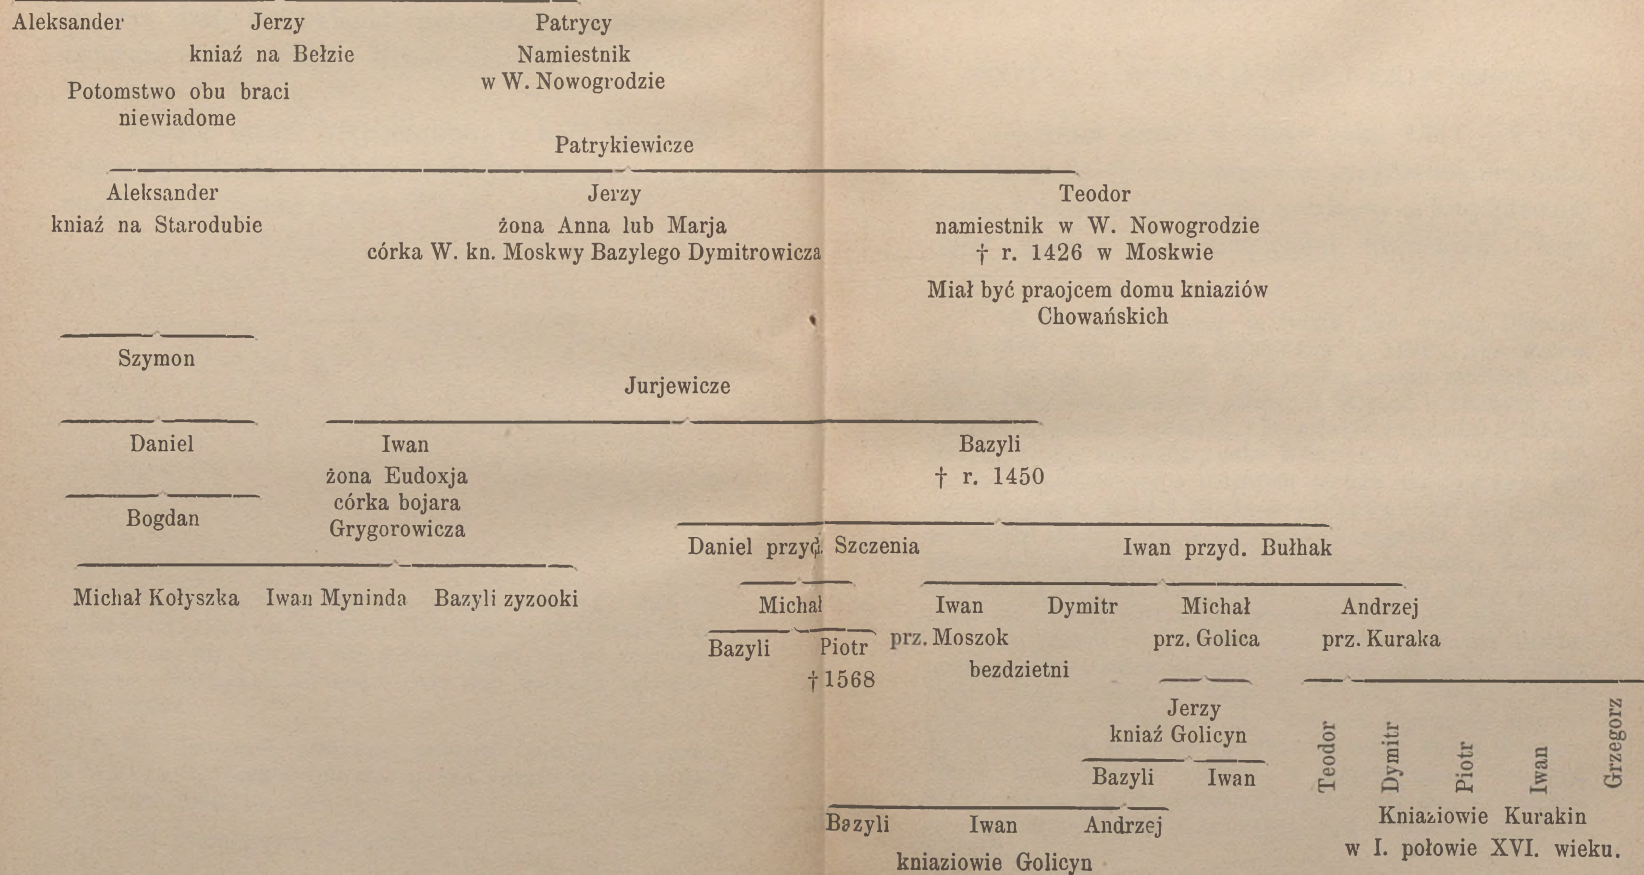 Aleksander Jerzy Patrycy
kniaź na Bełzie Namiestnik
w W. Nowogrodzie
Potomstwo obu braci
niewiadome
Patrykiewicze
Aleksander Jerzy Teodor
kniaź na Starodubie żona Anna lub Marja namiestnik w W. Nowogrodzie
córka W. kn. Moskwy Bazylego Dymitrowicza † r. 1426 w Moskwie
Miał być praojcem domu kniaziów
Chowańskich
Szymon
Jurjewicze
Daniel Iwan Bazyli
żona Eudoxja † r. 1450
córka bojara
Bogdan Grygorowicza
Daniel przyd. Szczenia Iwan przyd. Bułhak
Michał Kołyszka Iwan Myninda Bazyli zyzooki Michał Iwan Dymitr Michał Andrzej
prz. Moszok prz. Golica prz. Kuraka
Bazyli Piotr
† 1568 bezdzietni
Jerzy
kniaź Golicyn
Bazyli Iwan
Teodor Dymitr Piotr Iwan Grzegorz
Bazyli Iwan Andrzej Kniaziowie Kurakin
kniaziowie Golicyn w I. połowie XVI. wieku.